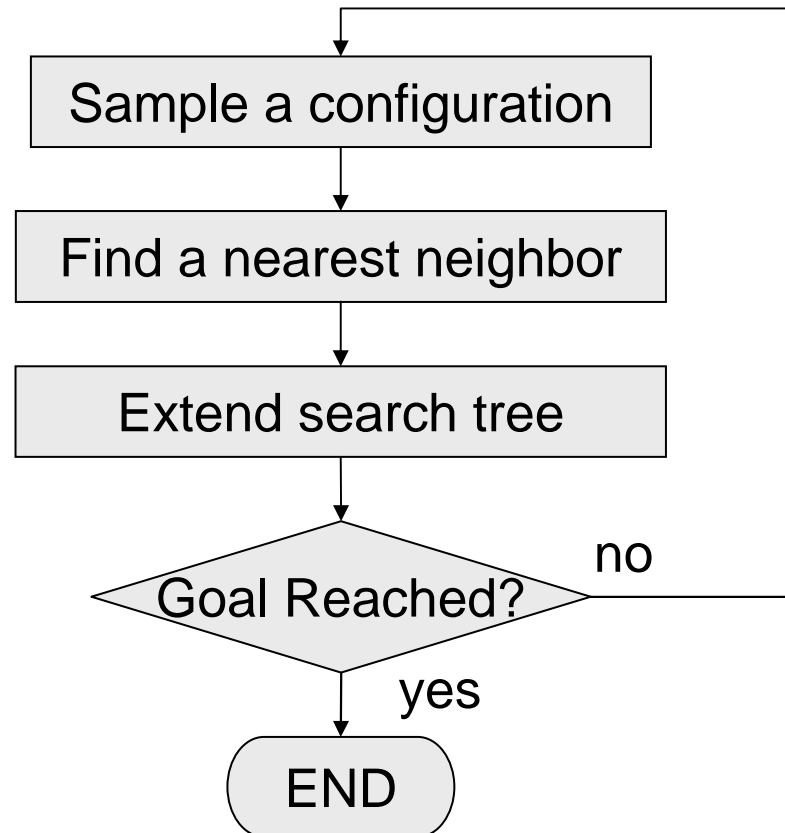 Sample a configuration
Find a nearest neighbor
Extend search tree
Goal Reached?
no
yes
END